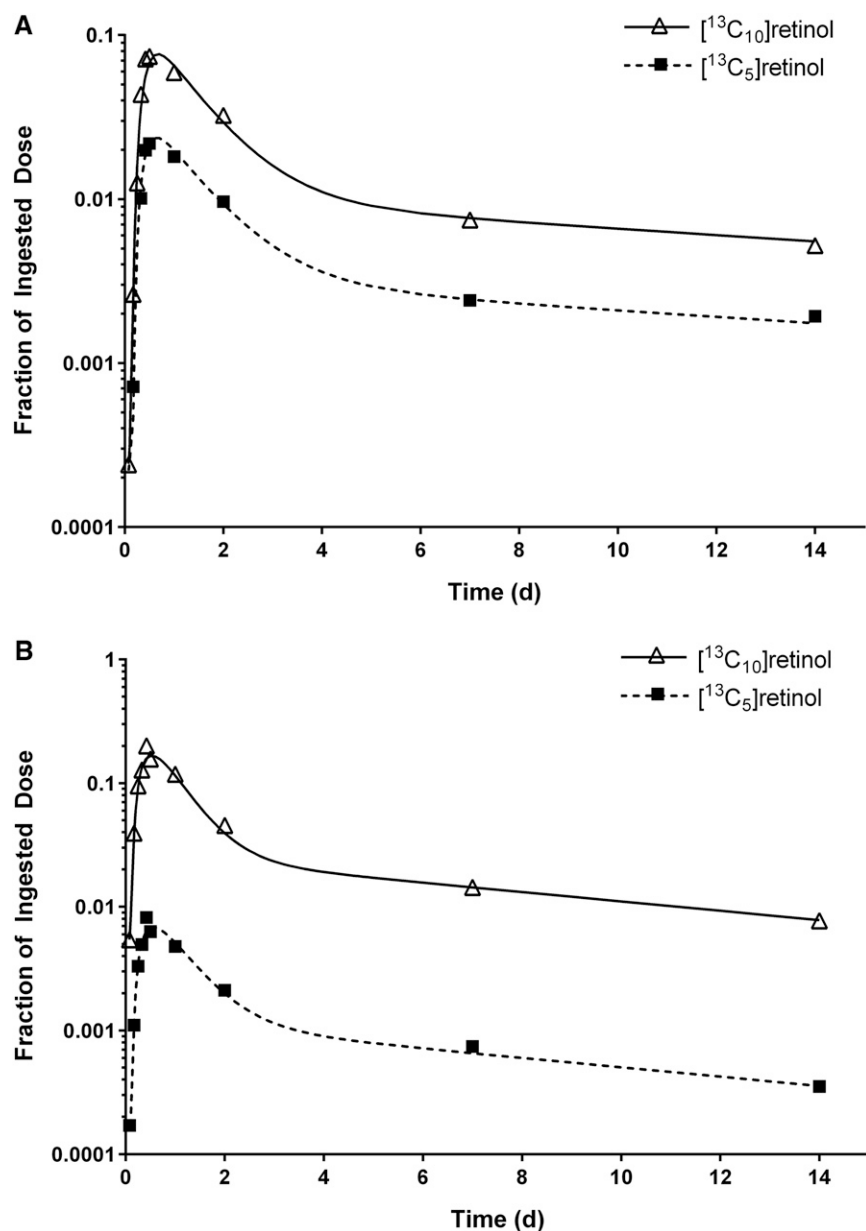 A
[¹³C₁₀]retinol
[¹³C₅]retinol
Fraction of Ingested Dose
0.1
0.01
0.001
0.0001
0 2 4 6 8 10 12 14
Time (d)
B
[¹³C₁₀]retinol
[¹³C₅]retinol
Fraction of Ingested Dose
1
0.1
0.01
0.001
0.0001
0 2 4 6 8 10 12 14
Time (d)